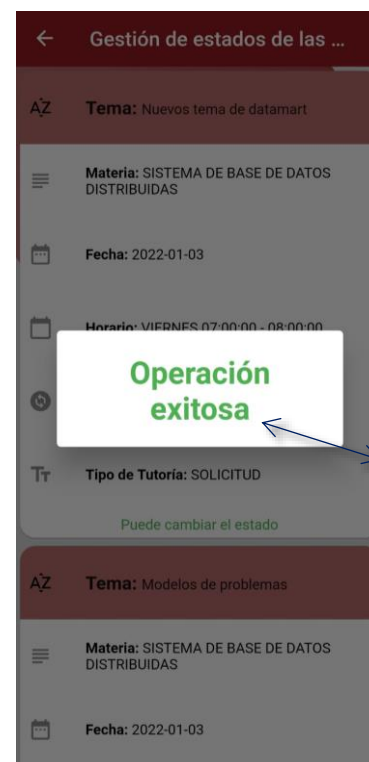 Gestión de estados de las ...
Tema: Nuevos tema de datamart
Materia: SISTEMA DE BASE DE DATOS
DISTRIBUIDAS
Fecha: 2022-01-03
Horario: VIERNES 07:00:00 - 08:00:00
Operación
exitosa
Tipo de Tutoría: SOLICITUD
Puede cambiar el estado
Tema: Modelos de problemas
Materia: SISTEMA DE BASE DE DATOS
DISTRIBUIDAS
Fecha: 2022-01-03